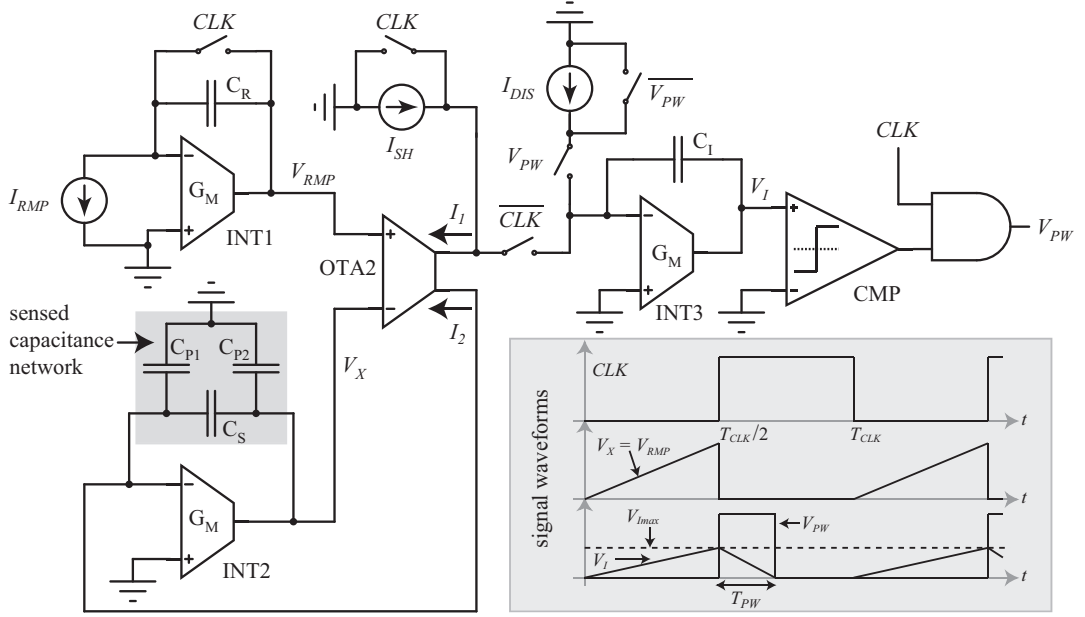 CLK
C_R
G_M
I_RMP
INT1
V_RMP
CLK
I_SH
I_1
OTA2
I_2
V_X
sensed
capacitance
network
C_P1
C_P2
C_S
G_M
INT2
I_DIS
\overline{V_PW}
V_PW
\overline{CLK}
C_I
G_M
INT3
V_I
CMP
CLK
V_PW
signal waveforms
CLK
T_CLK/2
T_CLK
t
V_X = V_RMP
t
V_Imax
V_PW
V_I
T_PW
t